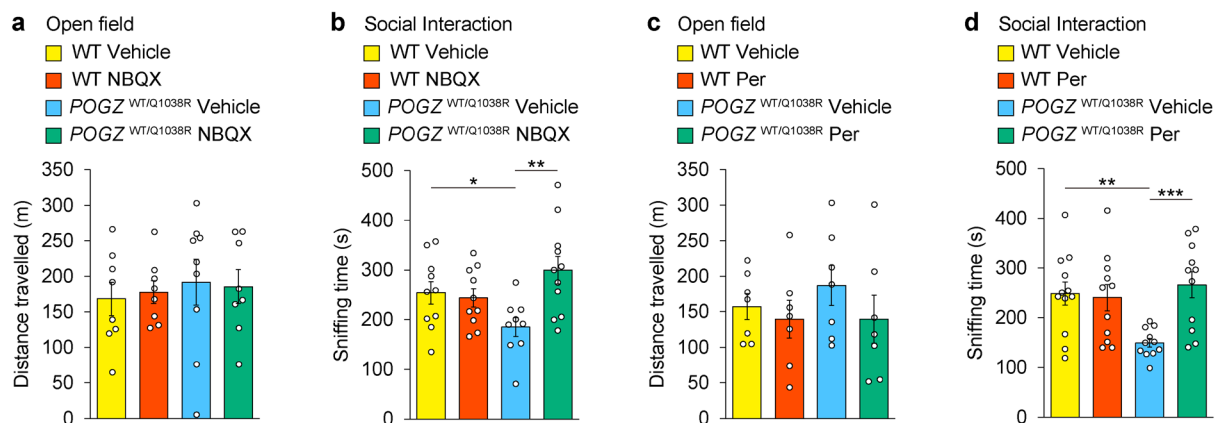 a Open field
WT Vehicle
WT NBQX
POGZ WT/Q1038R Vehicle
POGZ WT/Q1038R NBQX
350
300
250
200
150
100
50
0
Distance travelled (m)
b Social Interaction
WT Vehicle
WT NBQX
POGZ WT/Q1038R Vehicle
POGZ WT/Q1038R NBQX
500
400
300
200
100
0
Sniffing time (s)
*
**
c Open field
WT Vehicle
WT Per
POGZ WT/Q1038R Vehicle
POGZ WT/Q1038R Per
350
300
250
200
150
100
50
0
Distance travelled (m)
d Social Interaction
WT Vehicle
WT Per
POGZ WT/Q1038R Vehicle
POGZ WT/Q1038R Per
500
400
300
200
100
0
Sniffing time (s)
**
***